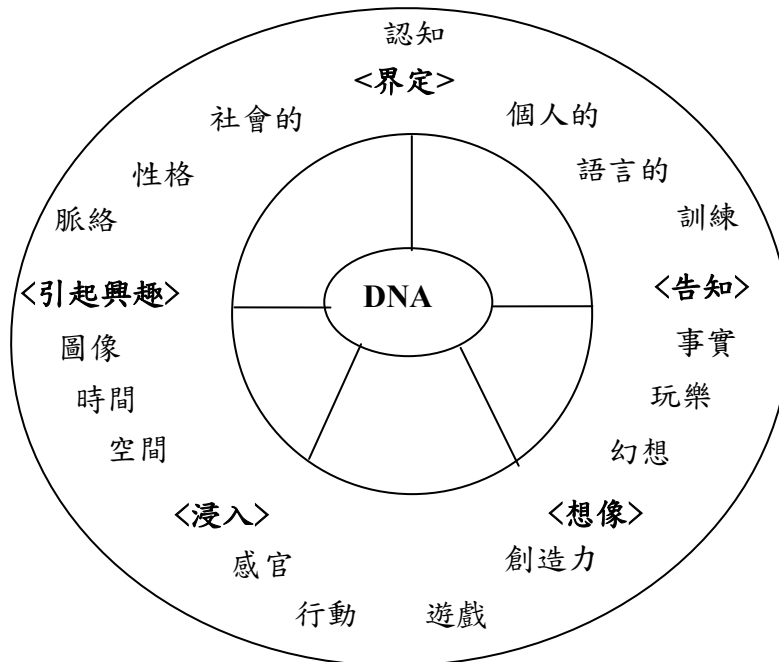 認知
<界定>
社會的
個人的
性格
語言的
脈絡
訓練
<引起興趣>
DNA
<告知>
圖像
事實
時間
玩樂
空間
幻想
<浸入>
<想像>
感官
創造力
行動
遊戲